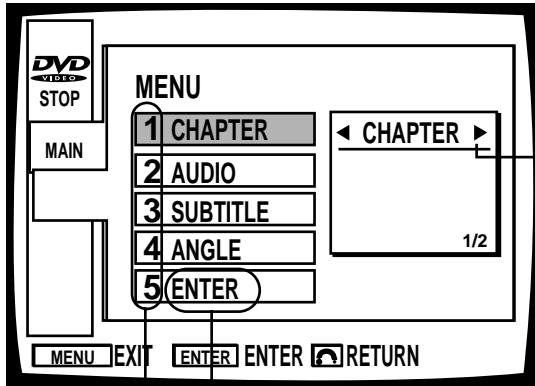 DVD
VIDEO
STOP
MAIN
MENU
1 CHAPTER
2 AUDIO
3 SUBTITLE
4 ANGLE
5 ENTER
◄ CHAPTER ►
1/2
MENU EXIT ENTER ENTER RETURN